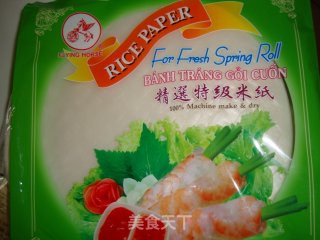 FLYING HORSE
RICE PAPER
For Fresh Spring Roll
BÁNH TRÁNG GỎI CUỐN
精選特级米紙
100% Machine make & dry
美食天下